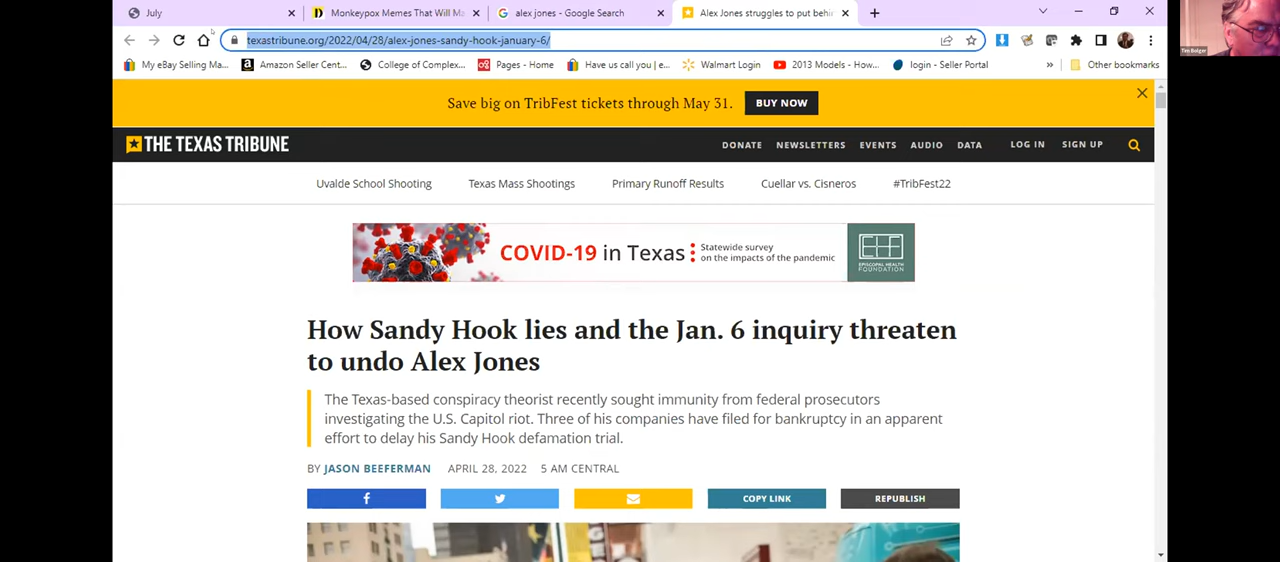 July
Monkeypox Memes That Will Ma
alex jones - Google Search
Alex Jones struggles to put behin
texastribune.org/2022/04/28/alex-jones-sandy-hook-january-6/
My eBay Selling Ma...
Amazon Seller Cent...
College of Complex...
Pages - Home
Have us call you | e...
Walmart Login
2013 Models - How...
login - Seller Portal
»
Other bookmarks
Save big on TribFest tickets through May 31.
BUY NOW
THE TEXAS TRIBUNE
DONATE
NEWSLETTERS
EVENTS
AUDIO
DATA
LOG IN
SIGN UP
Uvalde School Shooting
Texas Mass Shootings
Primary Runoff Results
Cuellar vs. Cisneros
#TribFest22
COVID-19 in Texas
Statewide survey
on the impacts of the pandemic
EHF
EPISCOPAL HEALTH
FOUNDATION
How Sandy Hook lies and the Jan. 6 inquiry threaten
to undo Alex Jones
The Texas-based conspiracy theorist recently sought immunity from federal prosecutors
investigating the U.S. Capitol riot. Three of his companies have filed for bankruptcy in an apparent
effort to delay his Sandy Hook defamation trial.
BY JASON BEEFERMAN
APRIL 28, 2022
5 AM CENTRAL
COPY LINK
REPUBLISH
Tim Bolger